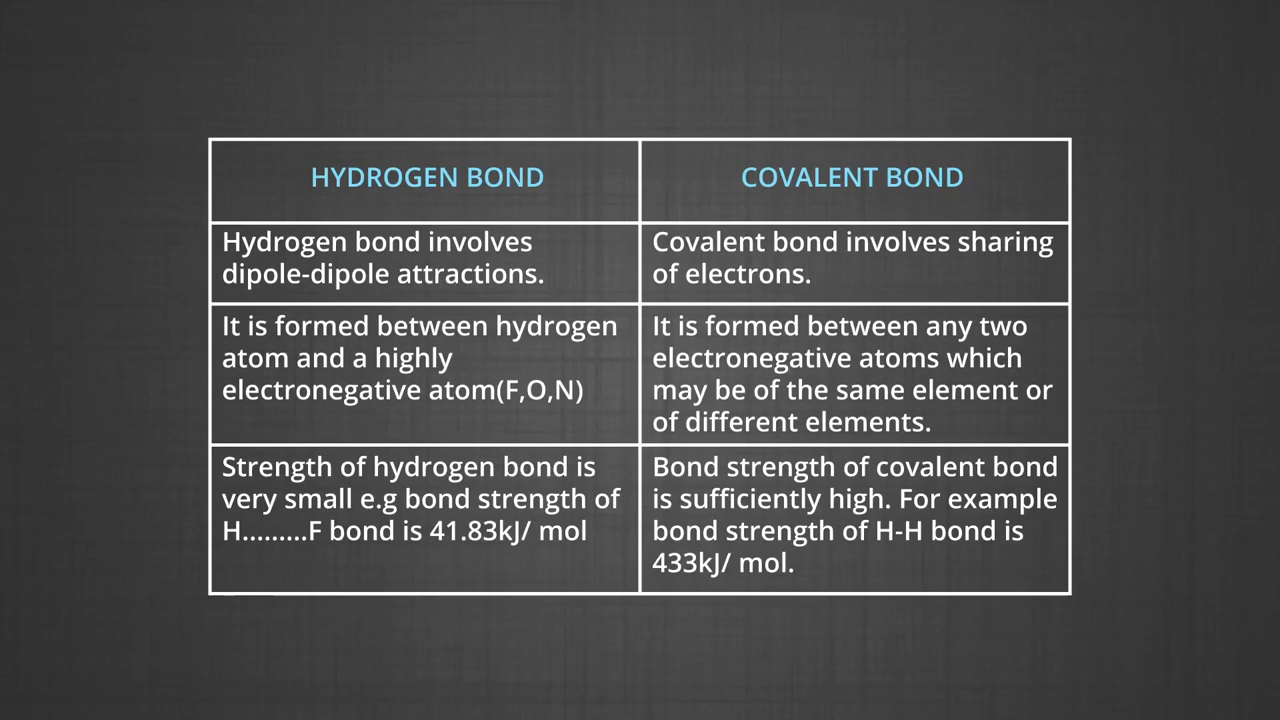 HYDROGEN BOND
COVALENT BOND
Hydrogen bond involves
dipole-dipole attractions.
Covalent bond involves sharing
of electrons.
It is formed between hydrogen
atom and a highly
electronegative atom(F,O,N)
It is formed between any two
electronegative atoms which
may be of the same element or
of different elements.
Strength of hydrogen bond is
very small e.g bond strength of
H.........F bond is 41.83kJ/ mol
Bond strength of covalent bond
is sufficiently high. For example
bond strength of H-H bond is
433kJ/ mol.